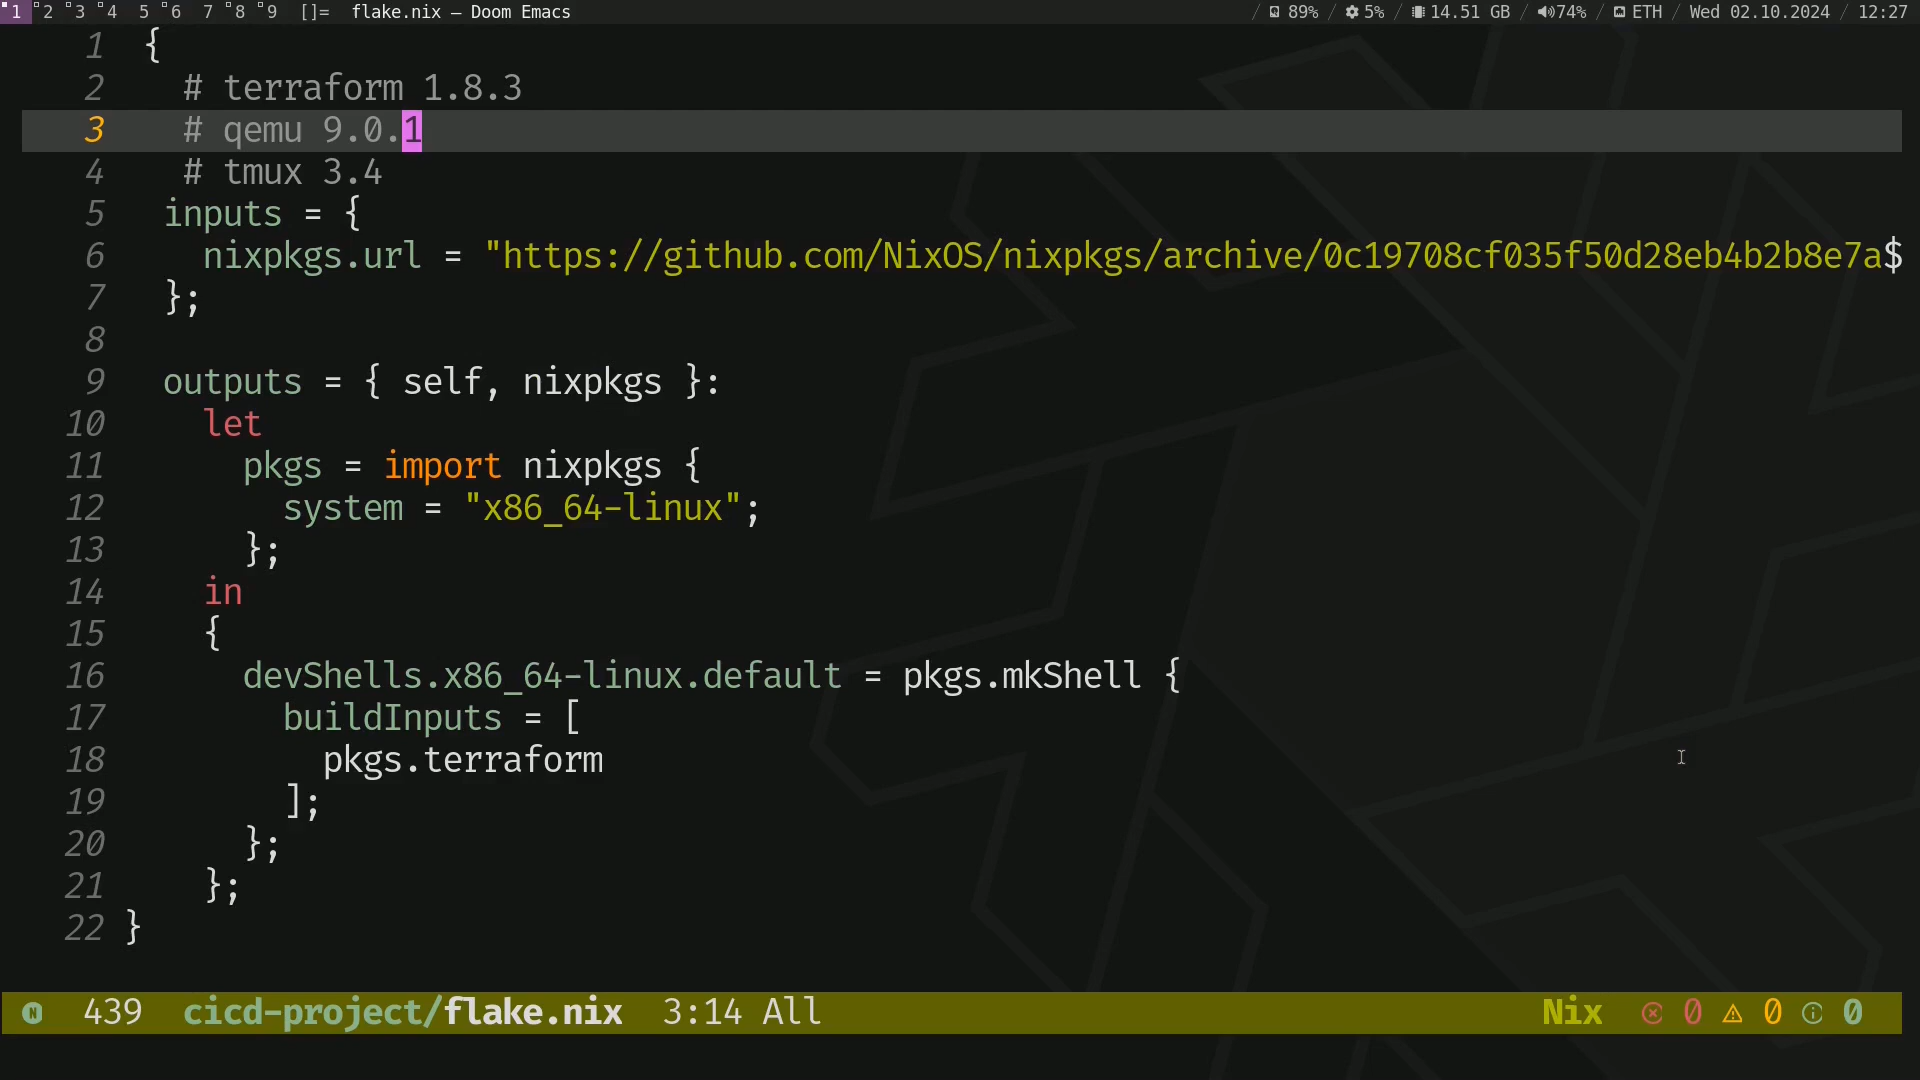 1 2 3 4 5 6 7 8 9 []= flake.nix — Doom Emacs 89% 5% 14.51 GB 74% ETH Wed 02.10.2024 12:27
1 {
2 # terraform 1.8.3
3 # qemu 9.0.1
4 # tmux 3.4
5 inputs = {
6 nixpkgs.url = "https://github.com/NixOS/nixpkgs/archive/0c19708cf035f50d28eb4b2b8e7a$
7 };
8
9 outputs = { self, nixpkgs }:
10 let
11 pkgs = import nixpkgs {
12 system = "x86_64-linux";
13 };
14 in
15 {
16 devShells.x86_64-linux.default = pkgs.mkShell {
17 buildInputs = [
18 pkgs.terraform
19 ];
20 };
21 };
22 }
N 439 cicd-project/flake.nix 3:14 All Nix 0 0 0